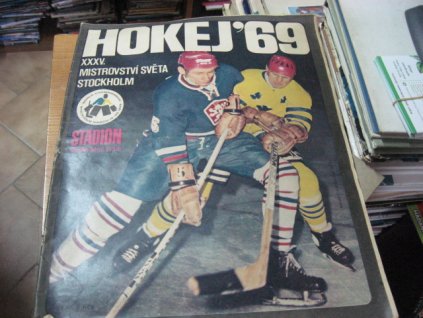 HOKEJ '69
XXXV.
MISTROVSTVÍ SVĚTA
STOCKHOLM
STADION